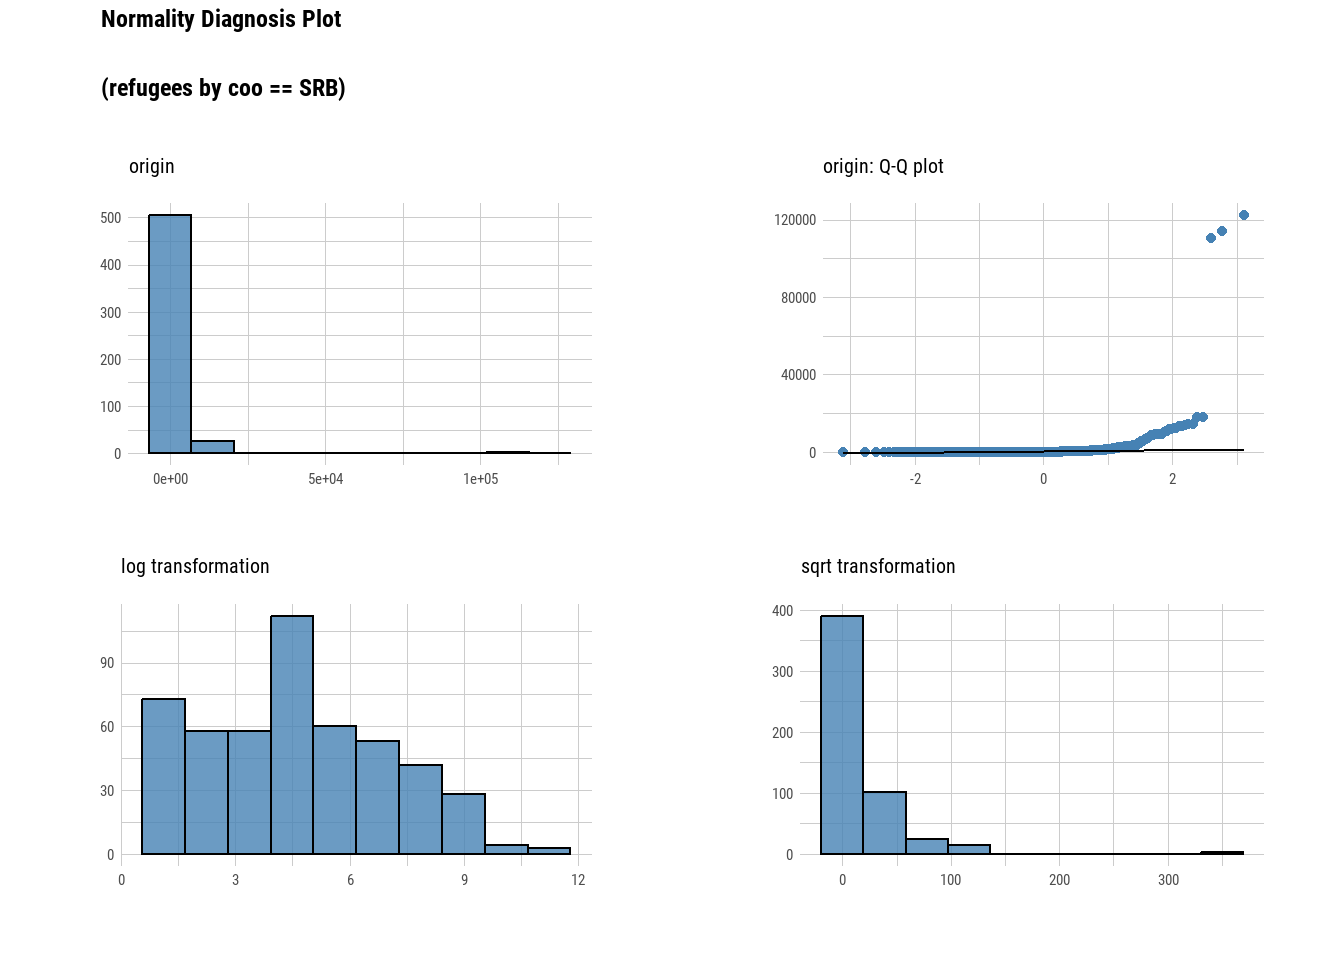 Normality Diagnosis Plot
(refugees by coo == SRB)
origin
500
400
300
200
100
0
0e+00 5e+04 1e+05
origin: Q-Q plot
120000
80000
40000
0
-2 0 2
log transformation
90
60
30
0
0 3 6 9 12
sqrt transformation
400
300
200
100
0
0 100 200 300